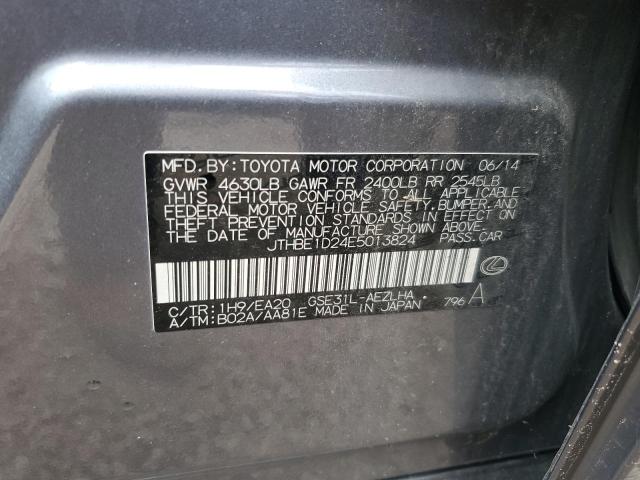 MFD. BY: TOYOTA MOTOR CORPORATION 06/14
GVWR 4630LB GAWR FR 2400LB RR 2545LB
THIS VEHICLE CONFORMS TO ALL APPLICABLE
FEDERAL MOTOR VEHICLE SAFETY, BUMPER, AND
THEFT PREVENTION STANDARDS IN EFFECT ON
THE DATE OF MANUFACTURE SHOWN ABOVE.
JTHBE1D24E5013824 PASS. CAR
C/TR: 1H9/EA20 GSE31L-AEZLHA
A/TM: B02A/AA81E MADE IN JAPAN 796 A